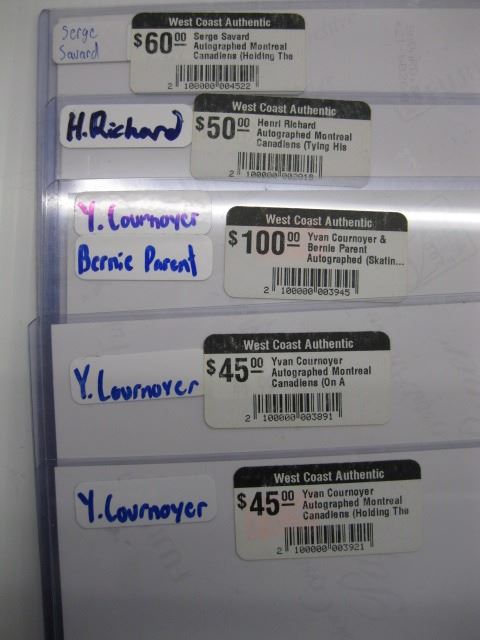 Serge
Savard
West Coast Authentic
$60.00 Serge Savard
Autographed Montreal
Canadiens (Holding The
2 100000 004522
H. Richard
West Coast Authentic
$50.00 Henri Richard
Autographed Montreal
Canadiens (Tying His
2 100000 003918
Y. Cournoyer
Bernie Parent
West Coast Authentic
$100.00 Yvan Cournoyer &
Bernie Parent
Autographed (Skatin...
2 100000 003945
Y. Cournoyer
West Coast Authentic
$45.00 Yvan Cournoyer
Autographed Montreal
Canadiens (On A
2 100000 003891
Y. Cournoyer
West Coast Authentic
$45.00 Yvan Cournoyer
Autographed Montreal
Canadiens (Holding The
2 100000 003921